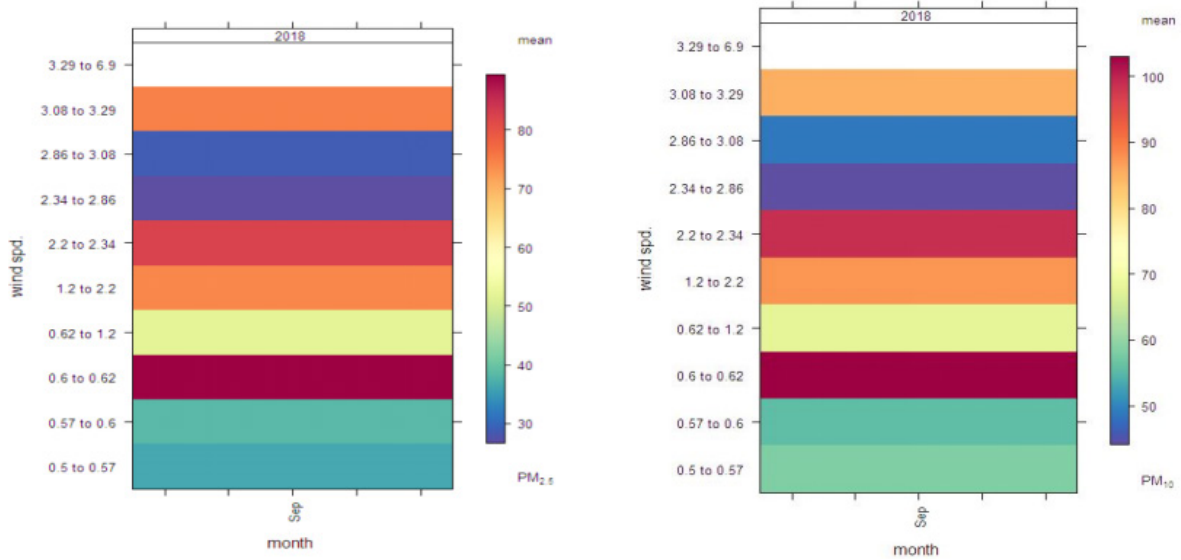 2018
mean
3.29 to 6.9
3.08 to 3.29
2.86 to 3.08
2.34 to 2.86
2.2 to 2.34
1.2 to 2.2
0.62 to 1.2
0.6 to 0.62
0.57 to 0.6
0.5 to 0.57
wind spd.
80
70
60
50
40
30
PM2.5
Sep
month
2018
mean
3.29 to 6.9
3.08 to 3.29
2.86 to 3.08
2.34 to 2.86
2.2 to 2.34
1.2 to 2.2
0.62 to 1.2
0.6 to 0.62
0.57 to 0.6
0.5 to 0.57
wind spd.
100
90
80
70
60
50
PM10
Sep
month